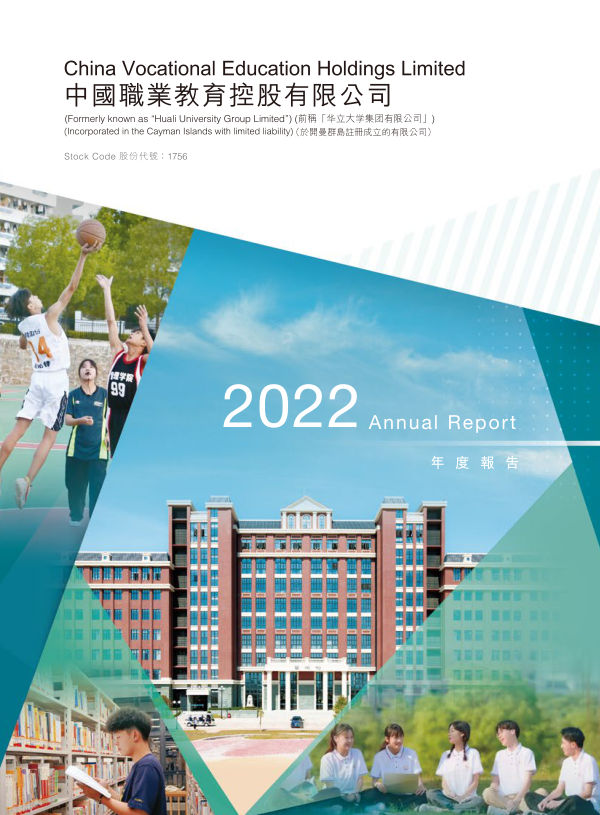 China Vocational Education Holdings Limited
中國職業教育控股有限公司
(Formerly known as “Huali University Group Limited”) (前稱「华立大学集团有限公司」)
(Incorporated in the Cayman Islands with limited liability) (於開曼群島註冊成立的有限公司)
Stock Code 股份代號：1756
14
99
2022 Annual Report
年度報告